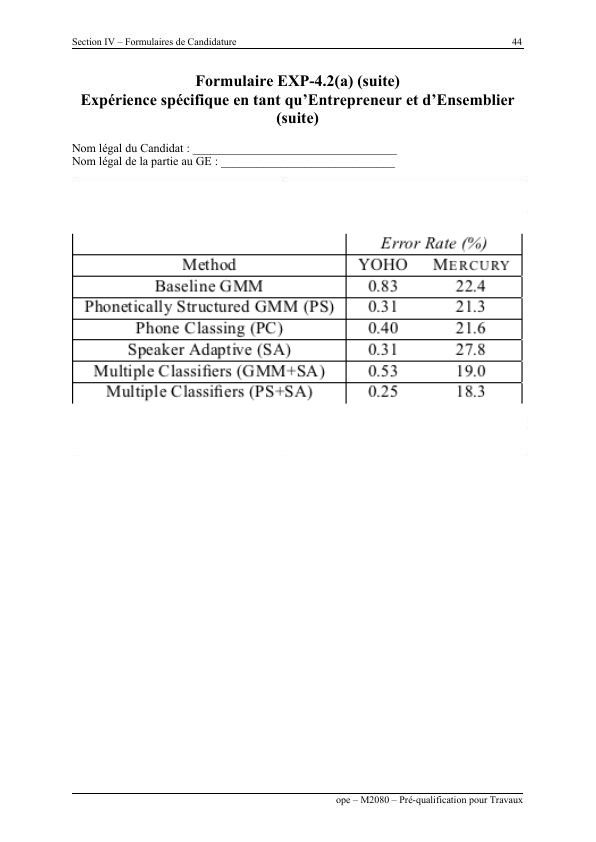 Section IV – Formulaires de Candidature 44
Formulaire EXP-4.2(a) (suite)
Expérience spécifique en tant qu’Entrepreneur et d’Ensemblier
(suite)
Nom légal du Candidat : ___________________________________
Nom légal de la partie au GE : ______________________________
Error Rate (%)
Method YOHO MERCURY
Baseline GMM 0.83 22.4
Phonetically Structured GMM (PS) 0.31 21.3
Phone Classing (PC) 0.40 21.6
Speaker Adaptive (SA) 0.31 27.8
Multiple Classifiers (GMM+SA) 0.53 19.0
Multiple Classifiers (PS+SA) 0.25 18.3
ope – M2080 – Pré-qualification pour Travaux